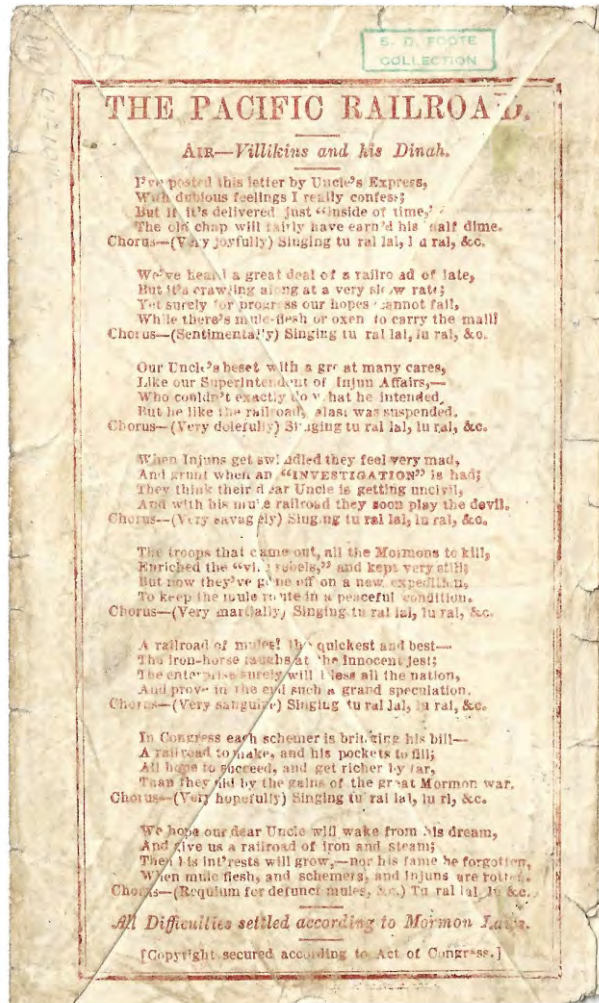 S. D. FOOTE
COLLECTION
THE PACIFIC RAILROAD.
AIR—Villikins and his Dinah.
I've posted this letter by Uncle's Express,
With dubious feelings I really confess;
But if it's delivered just "inside of time,"
The old chap will fairly have earn'd his half dime.
Chorus—(Very joyfully) Singing tu ral lal, lu ral, &c.
We've heard a great deal of a railroad of late,
But it's crawling along at a very slow rate;
Yet surely for progress our hopes cannot fail,
While there's mule-flesh or oxen to carry the mail!
Chorus—(Sentimentally) Singing tu ral lal, lu ral, &c.
Our Uncle's beset with a great many cares,
Like our Superintendent of Injun Affairs,—
Who couldn't exactly do what he intended,
But he like the railroad, alas! was suspended.
Chorus—(Very dolefully) Singing tu ral lal, lu ral, &c.
When Injuns get swindled they feel very mad,
And grunt when an "INVESTIGATION" is had;
They think their dear Uncle is getting uncivil,
And with his mule railroad they soon play the devil.
Chorus—(Very savagely) Singing tu ral lal, lu ral, &c.
The troops that came out, all the Mormons to kill,
Enriched the "vile rebels," and kept very still;
But now they've gone off on a new expedition,
To keep the mule route in a peaceful condition.
Chorus—(Very martially) Singing tu ral lal, lu ral, &c.
A railroad of mules! the quickest and best—
The iron-horse laughs at the innocent jest;
The enterprise surely will bless all the nation,
And prove in the end such a grand speculation.
Chorus—(Very sanguine) Singing tu ral lal, lu ral, &c.
In Congress each schemer is bringing his bill—
A railroad to make, and his pockets to fill;
All hope to succeed, and get richer by far,
Than they did by the gains of the great Mormon war.
Chorus—(Very hopefully) Singing tu ral lal, lu rl, &c.
We hope our dear Uncle will wake from his dream,
And give us a railroad of iron and steam;
Then his int'rests will grow,—nor his fame be forgotten,
When mule flesh, and schemers, and Injuns are rotten.
Chorus—(Requium for defunct mules, &c.) Tu ral lal, lu &c.
All Difficulties settled according to Mormon Laws.
[Copyright secured according to Act of Congress.]